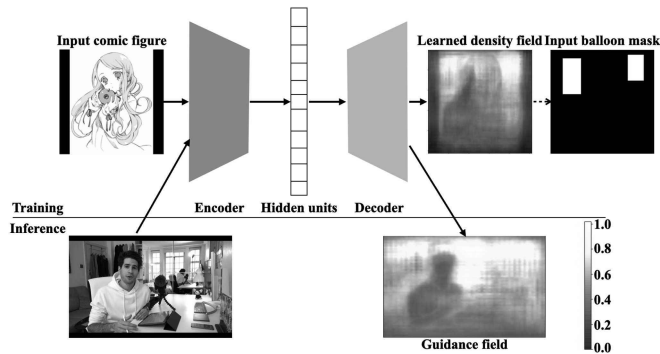 Input comic figure
Learned density field
Input balloon mask
Training
Encoder
Hidden units
Decoder
Inference
1.0
0.8
0.6
0.4
0.2
0.0
Guidance field